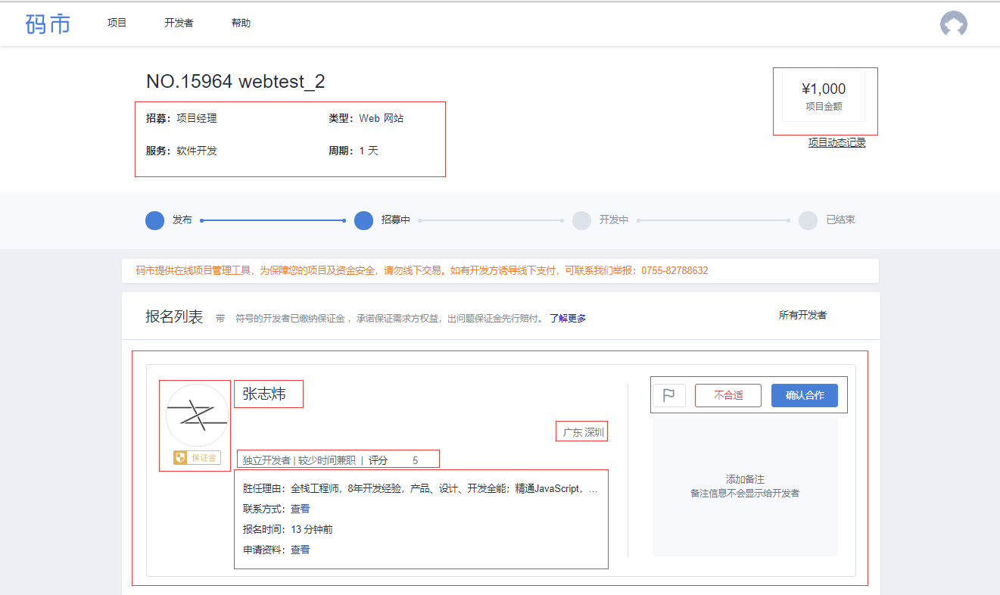 码市 项目 开发者 帮助
NO.15964 webtest_2
招募：项目经理 类型：Web 网站
服务：软件开发 周期：1 天
¥1,000
项目金额
项目动态记录
发布 招募中 开发中 已结束
码市提供在线项目管理工具，为保障您的项目及资金安全，请勿线下交易。如有开发方诱导线下支付，可联系我们举报：0755-82788632
报名列表 带 符号的开发者已缴纳保证金 ，承诺保证需求方权益，出问题保证金先行赔付。 了解更多 所有开发者
张志炜
不合适 确认合作
广东 深圳
保证金
独立开发者 | 较少时间兼职 | 评分 5
胜任理由：全栈工程师，8年开发经验，产品、设计、开发全能；精通JavaScript，...
联系方式：查看
报名时间：13 分钟前
申请资料：查看
添加备注
备注信息不会显示给开发者